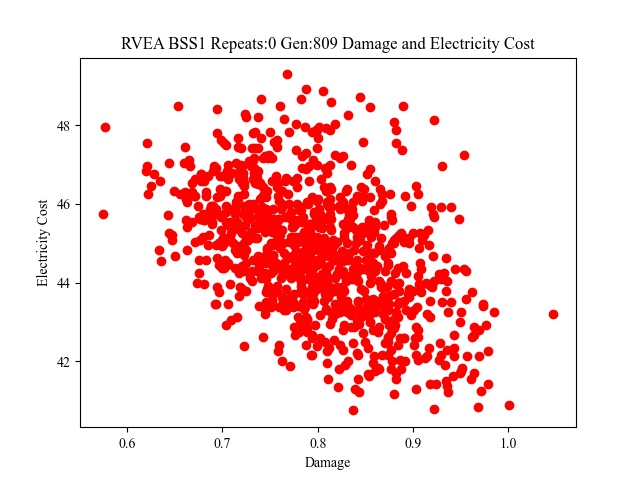 RVEA BSS1 Repeats:0 Gen:809 Damage and Electricity Cost
Electricity Cost
48
46
44
42
0.6 0.7 0.8 0.9 1.0
Damage